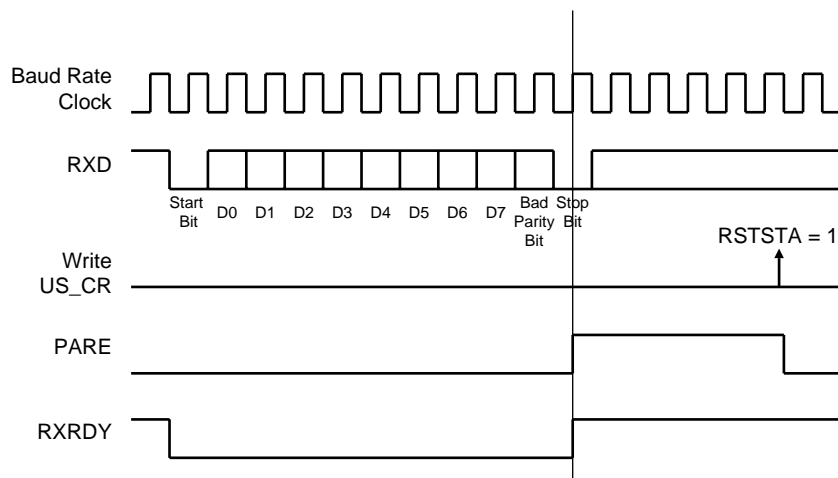 Baud Rate
Clock
RXD
Start
Bit
D0
D1
D2
D3
D4
D5
D6
D7
Bad
Parity
Bit
Stop
Bit
RSTSTA = 1
Write
US_CR
PARE
RXRDY